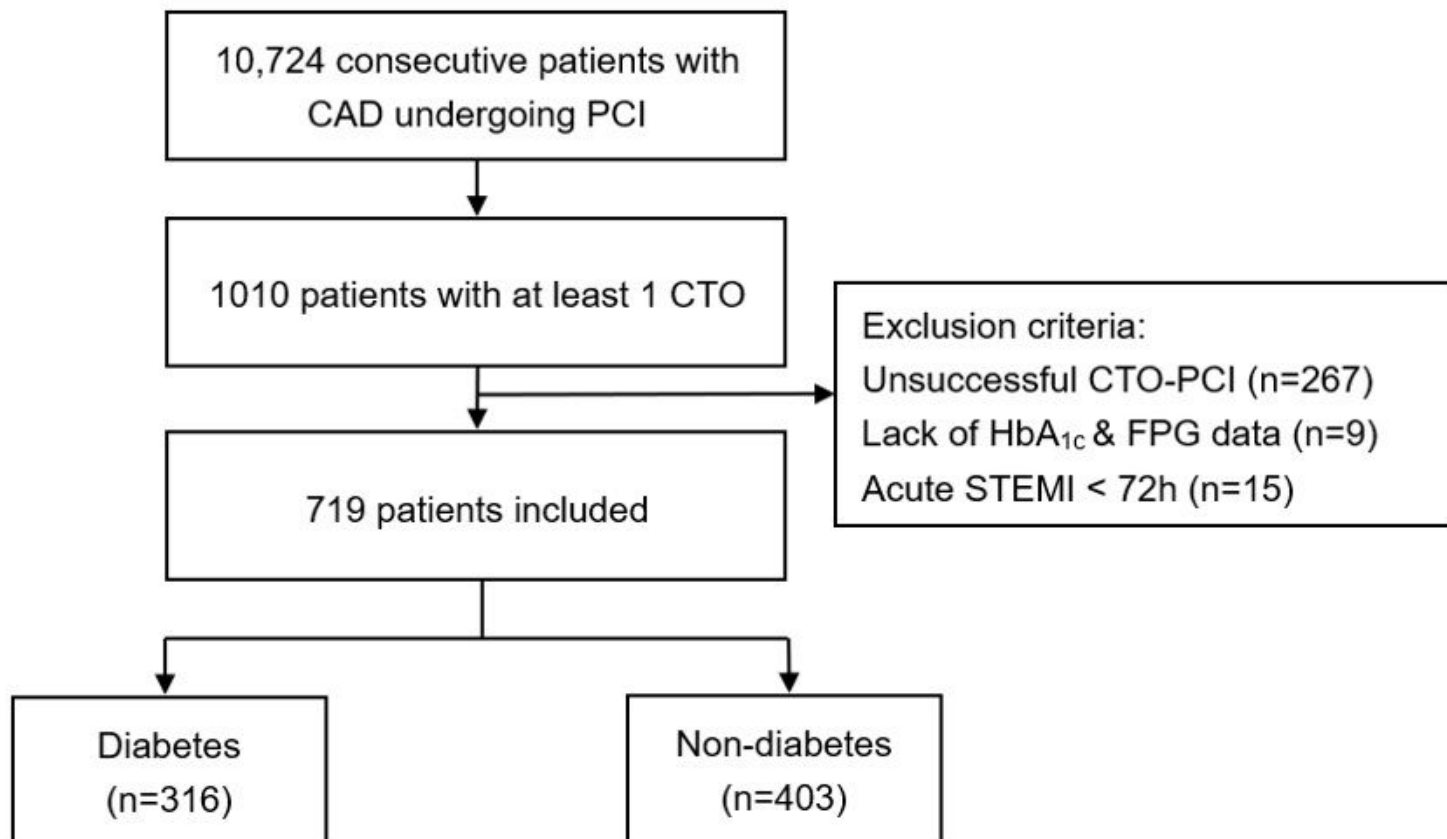 10,724 consecutive patients with
CAD undergoing PCI
1010 patients with at least 1 CTO
Exclusion criteria:
Unsuccessful CTO-PCI (n=267)
Lack of HbA₁c & FPG data (n=9)
Acute STEMI < 72h (n=15)
719 patients included
Diabetes
(n=316)
Non-diabetes
(n=403)